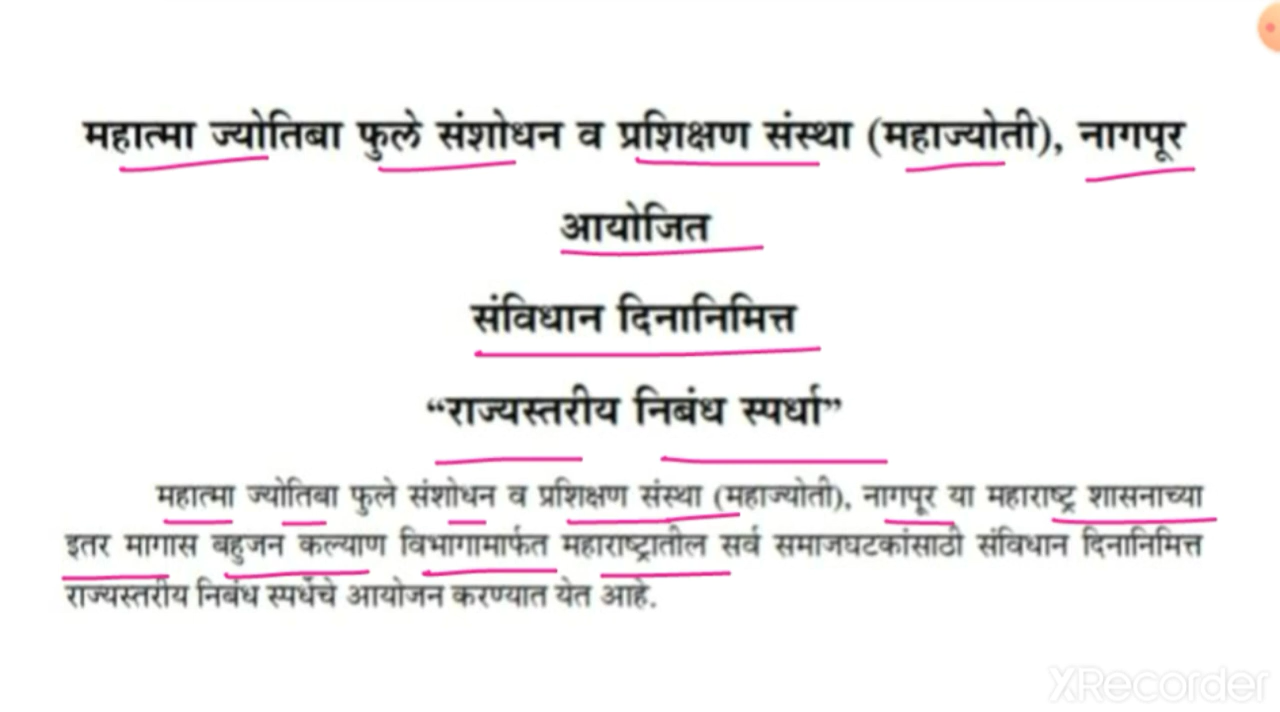 महात्मा ज्योतिबा फुले संशोधन व प्रशिक्षण संस्था (महाज्योती), नागपूर
आयोजित
संविधान दिनानिमित्त
“राज्यस्तरीय निबंध स्पर्धा”
महात्मा ज्योतिबा फुले संशोधन व प्रशिक्षण संस्था (महाज्योती), नागपूर या महाराष्ट्र शासनाच्या
इतर मागास बहुजन कल्याण विभागामार्फत महाराष्ट्रातील सर्व समाजघटकांसाठी संविधान दिनानिमित्त
राज्यस्तरीय निबंध स्पर्धेचे आयोजन करण्यात येत आहे.
XRecorder